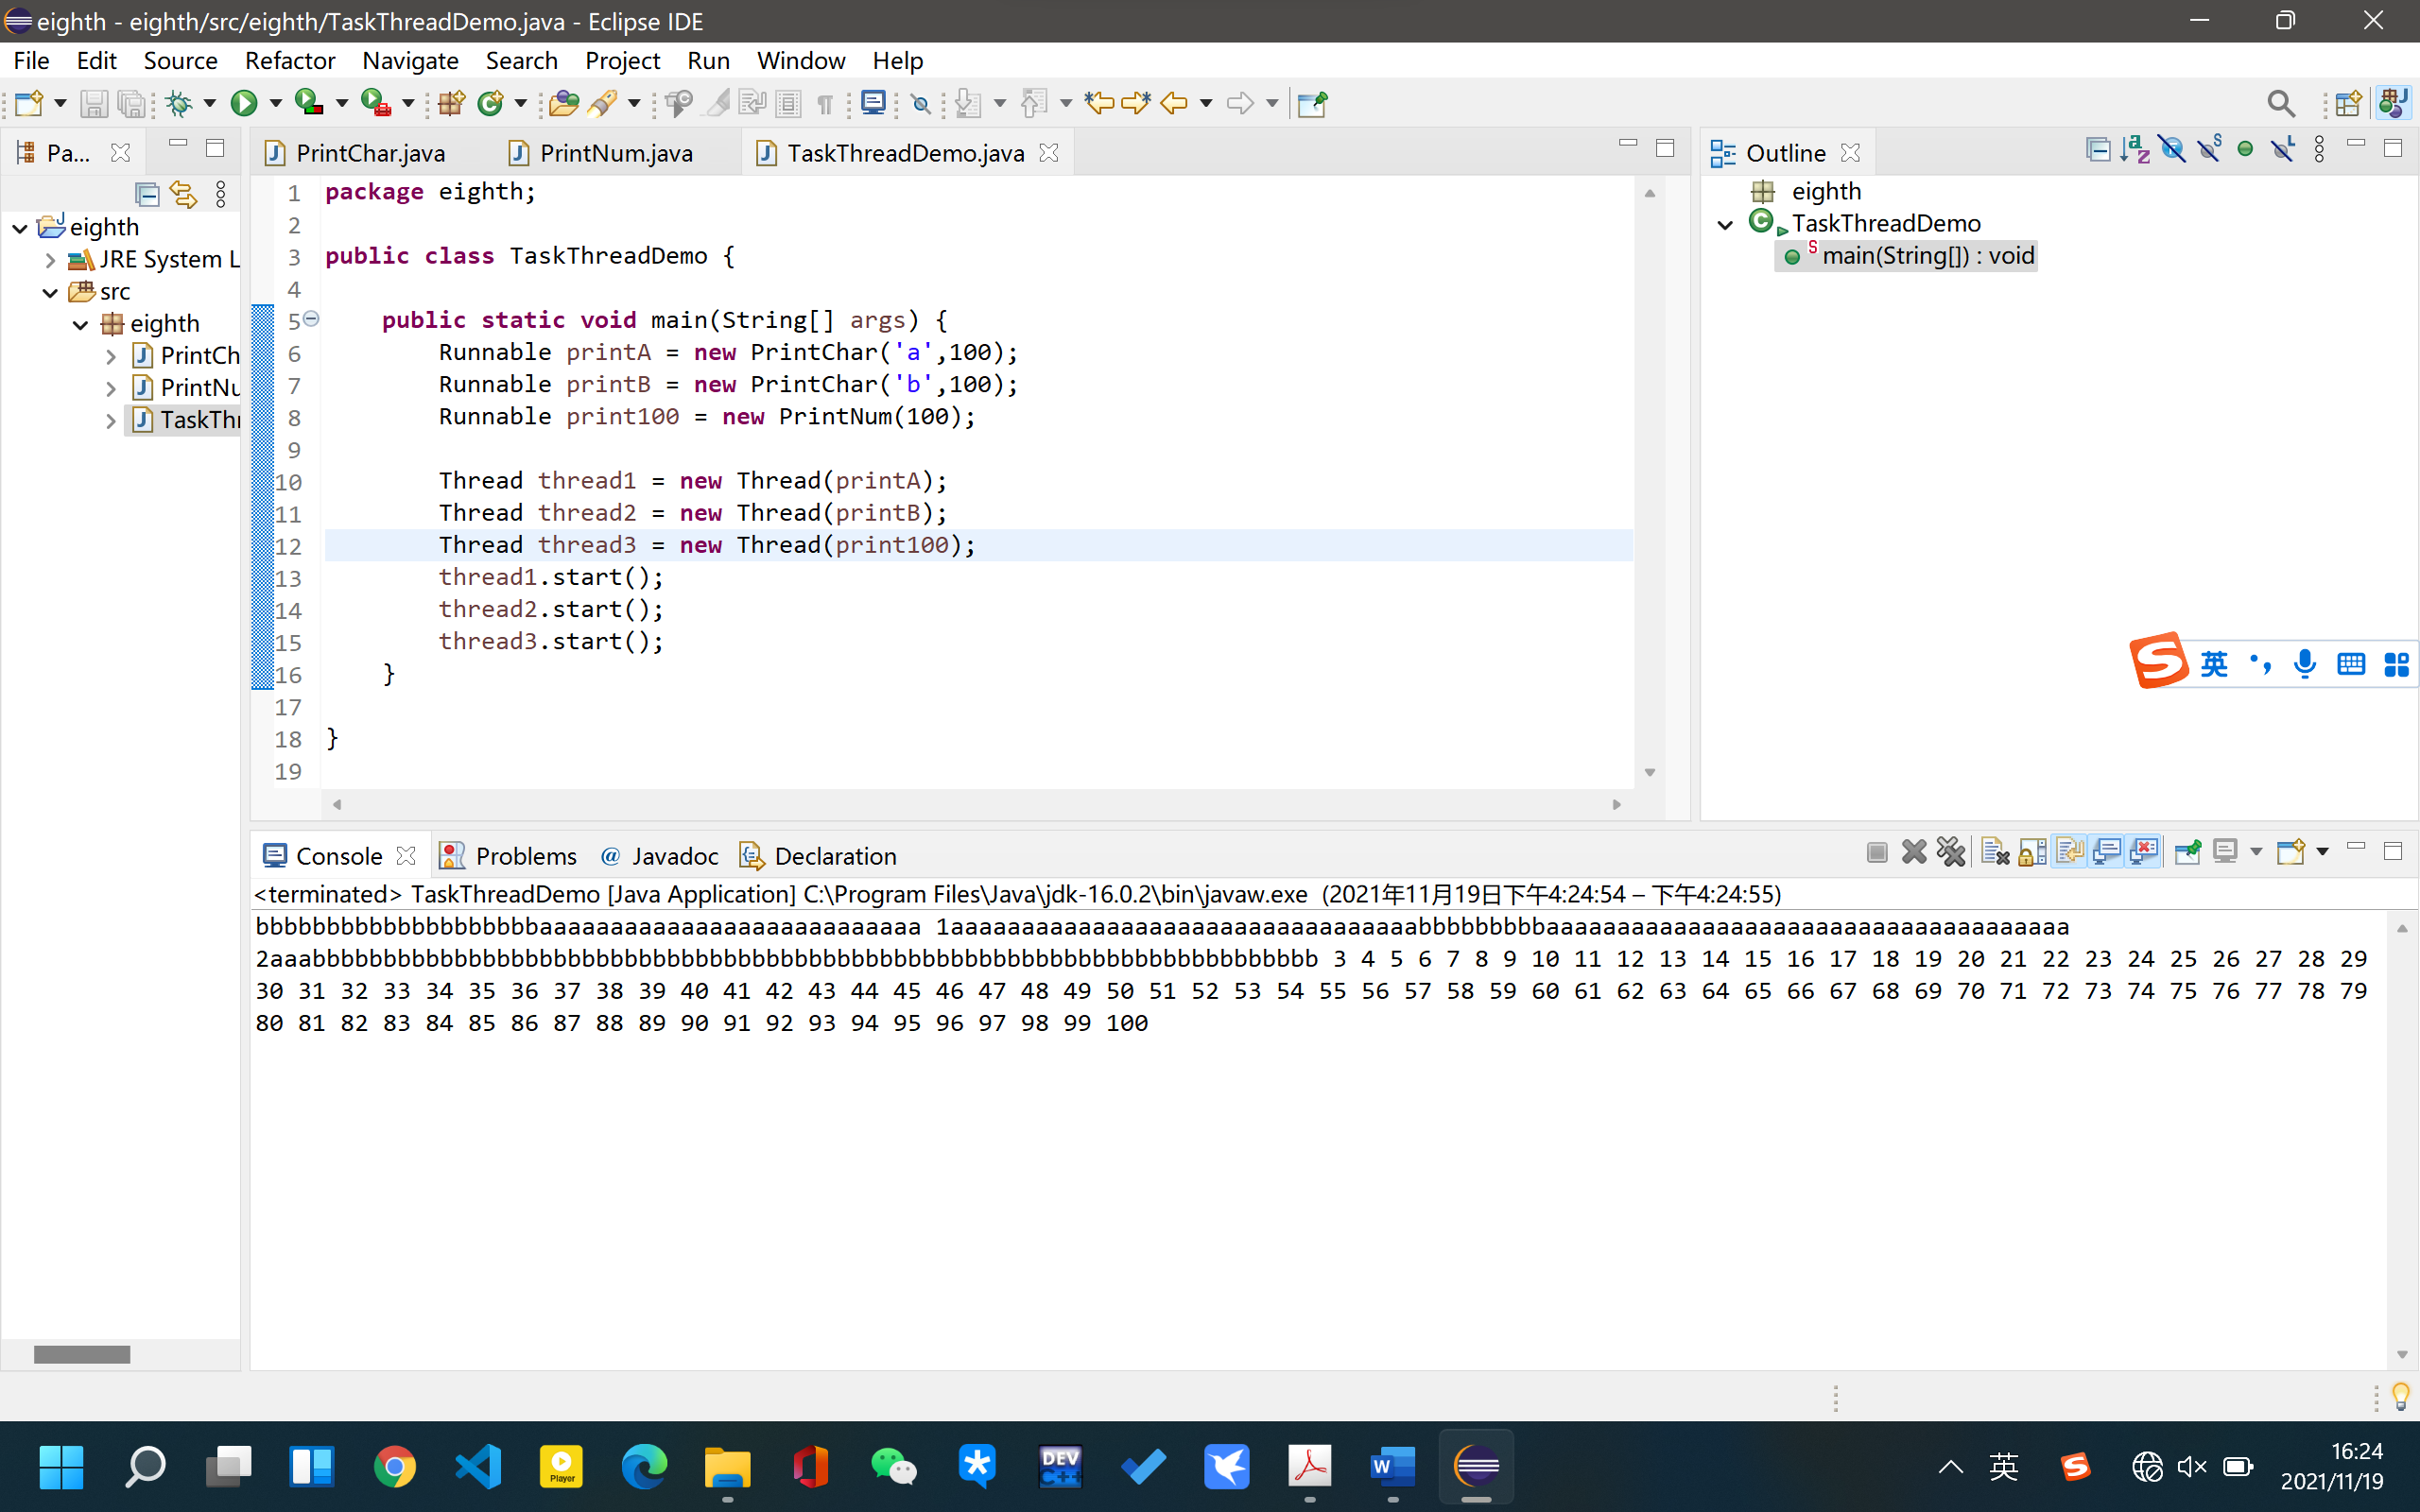 eighth - eighth/src/eighth/TaskThreadDemo.java - Eclipse IDE
File Edit Source Refactor Navigate Search Project Run Window Help
Pa...
eighth
JRE System L
src
eighth
PrintCh
PrintNu
TaskThr
PrintChar.java PrintNum.java TaskThreadDemo.java
1 package eighth;
2
3 public class TaskThreadDemo {
4
5 public static void main(String[] args) {
6 Runnable printA = new PrintChar('a',100);
7 Runnable printB = new PrintChar('b',100);
8 Runnable print100 = new PrintNum(100);
9
10 Thread thread1 = new Thread(printA);
11 Thread thread2 = new Thread(printB);
12 Thread thread3 = new Thread(print100);
13 thread1.start();
14 thread2.start();
15 thread3.start();
16 }
17
18 }
19
Outline
eighth
TaskThreadDemo
main(String[]) : void
英
Console Problems @ Javadoc Declaration
<terminated> TaskThreadDemo [Java Application] C:\Program Files\Java\jdk-16.0.2\bin\javaw.exe (2021年11月19日下午4:24:54 – 下午4:24:55)
bbbbbbbbbbbbbbbbbbbbaaaaaaaaaaaaaaaaaaaaaaaaaaa 1aaaaaaaaaaaaaaaaaaaaaaaaaaaaaaaaabbbbbbbbbaaaaaaaaaaaaaaaaaaaaaaaaaaaaaaaaaaaaa
2aaabbbbbbbbbbbbbbbbbbbbbbbbbbbbbbbbbbbbbbbbbbbbbbbbbbbbbbbbbbbbbbbbbbbbbbb 3 4 5 6 7 8 9 10 11 12 13 14 15 16 17 18 19 20 21 22 23 24 25 26 27 28 29
30 31 32 33 34 35 36 37 38 39 40 41 42 43 44 45 46 47 48 49 50 51 52 53 54 55 56 57 58 59 60 61 62 63 64 65 66 67 68 69 70 71 72 73 74 75 76 77 78 79
80 81 82 83 84 85 86 87 88 89 90 91 92 93 94 95 96 97 98 99 100
Player
DEV
C++
英
16:24
2021/11/19